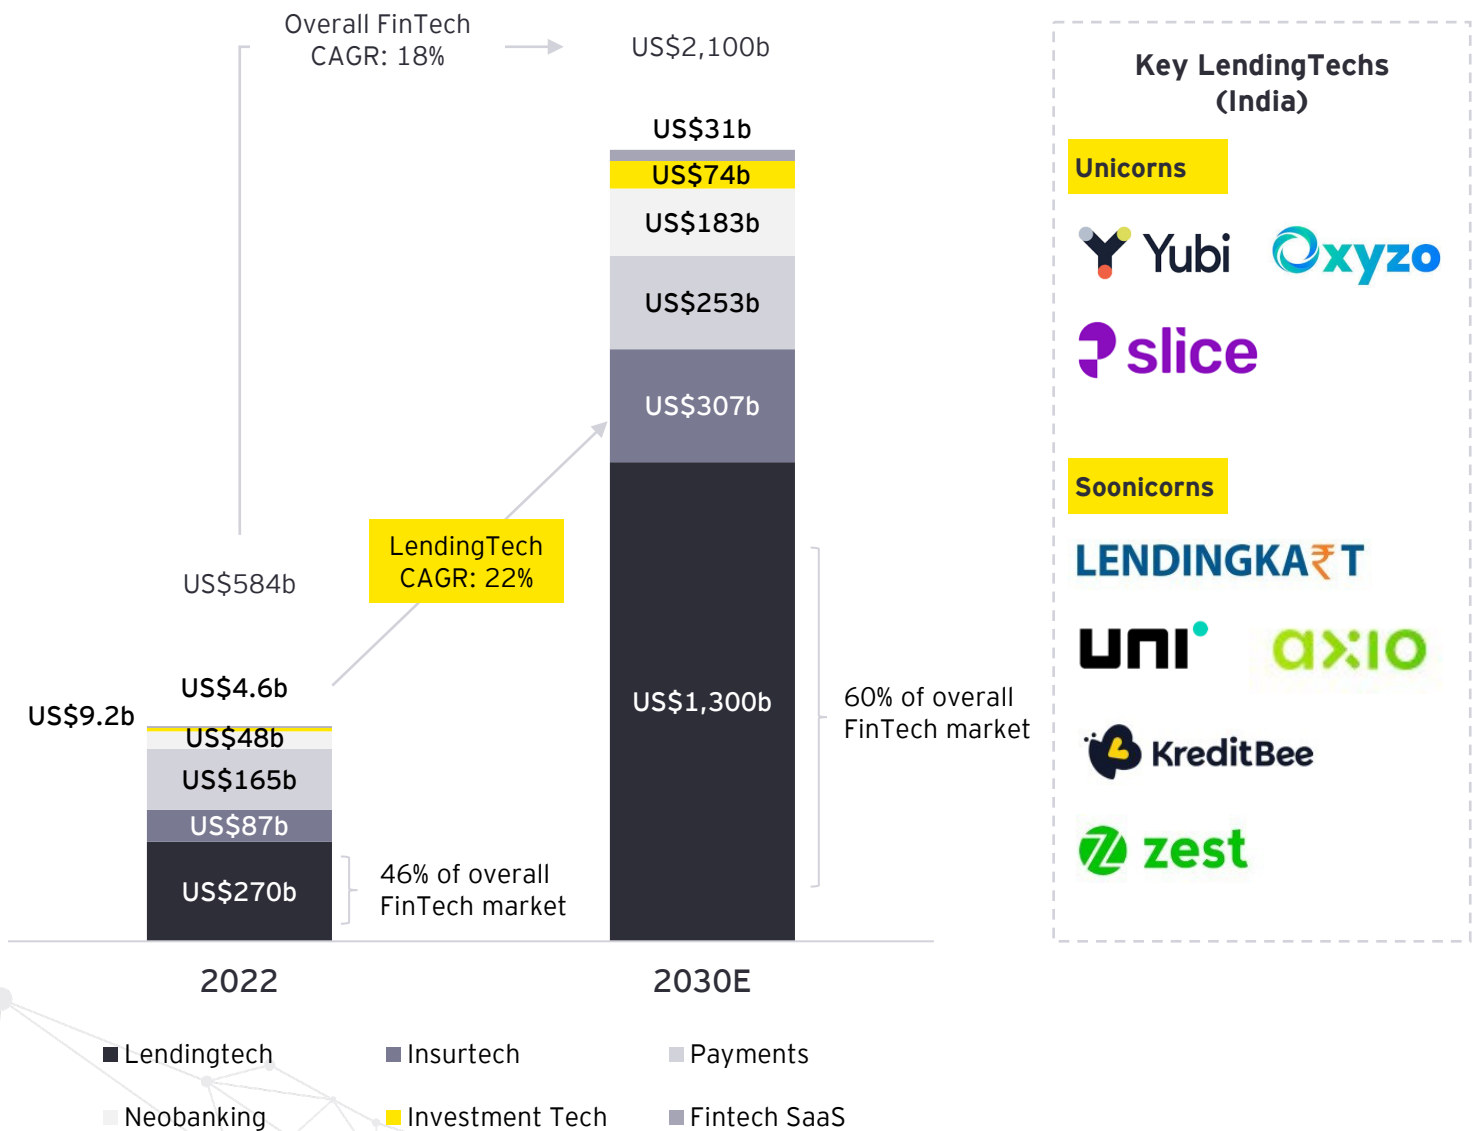 Overall FinTech
CAGR: 18%
US$2,100b
US$31b
US$74b
US$183b
US$253b
US$307b
US$1,300b
60% of overall
FinTech market
LendingTech
CAGR: 22%
US$584b
US$4.6b
US$9.2b
US$48b
US$165b
US$87b
US$270b
46% of overall
FinTech market
2022
2030E
Lendingtech
Insurtech
Payments
Neobanking
Investment Tech
Fintech SaaS
Key LendingTechs
(India)
Unicorns
Yubi
Oxyzo
slice
Soonicorns
LENDINGKA₹T
uni
axio
KreditBee
zest